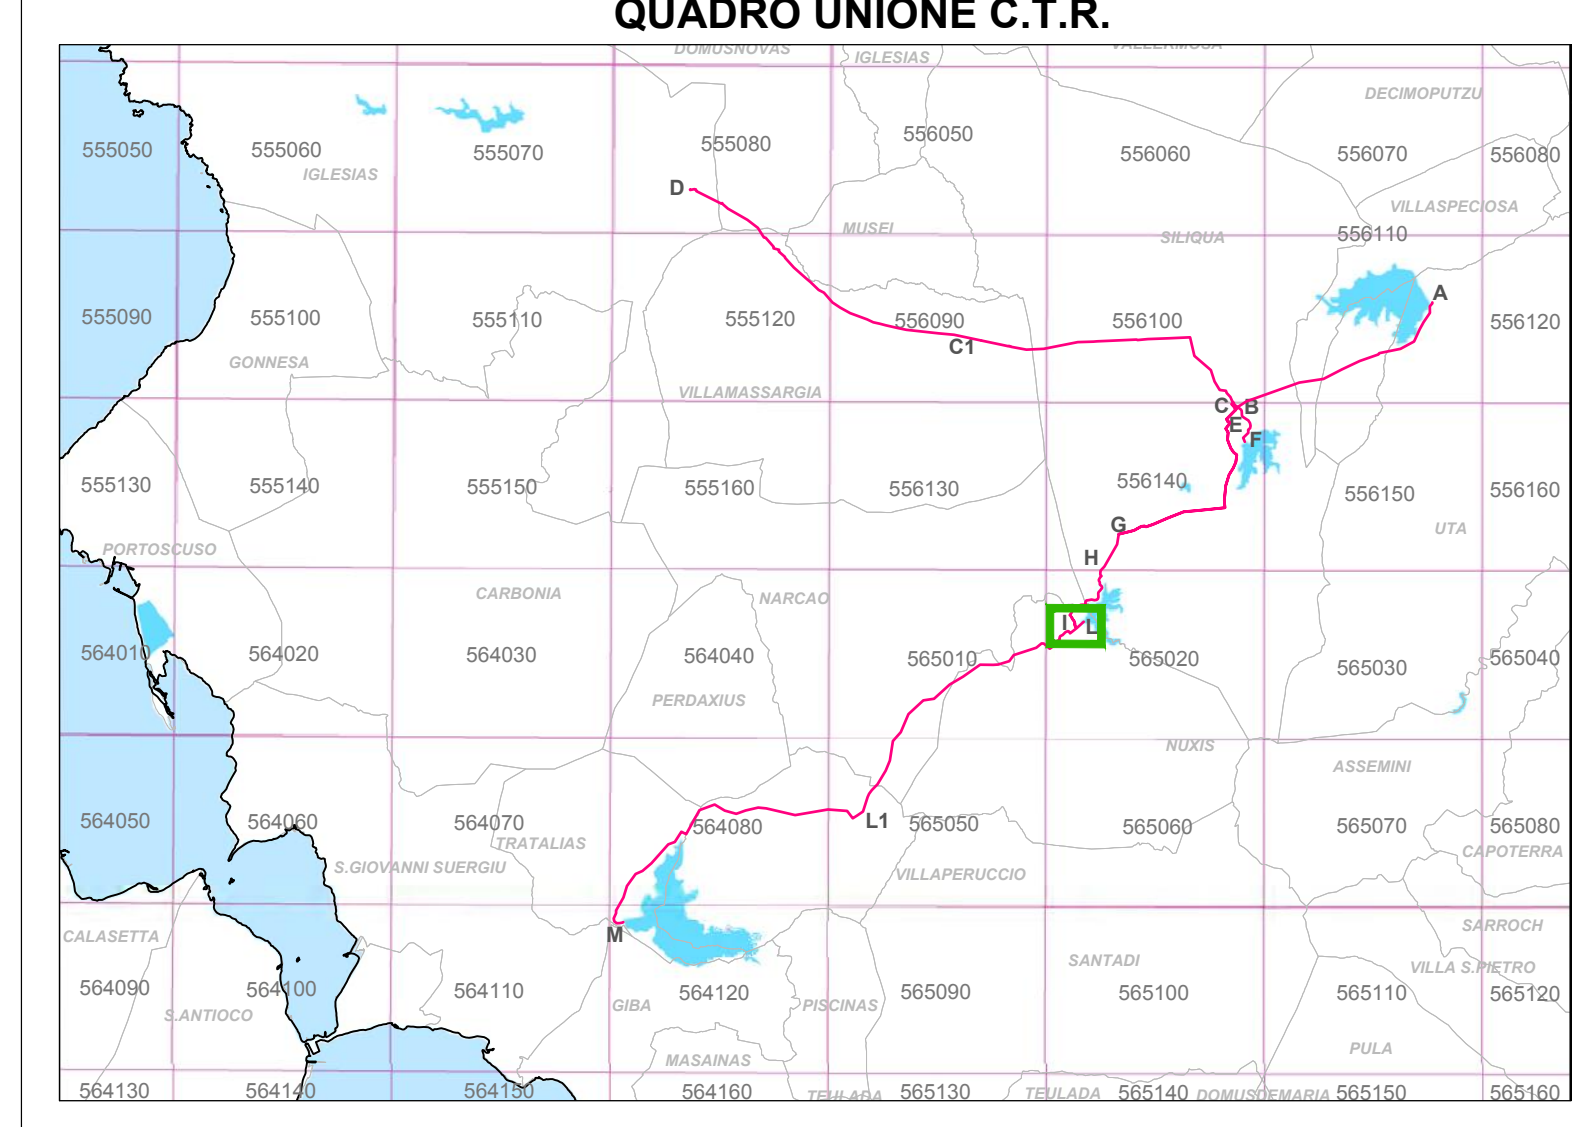 QUADRO UNIONE C.T.R.
DOMUSNOVAS
IGLESIAS
VALLERMOSA
DECIMOPUTZU
555050
555060
555070
555080
556050
556060
556070
556080
IGLESIAS
D
MUSEI
SILIQUA
VILLASPECIOSA
556110
A
555090
555100
555110
555120
556090
556100
556120
C1
GONNESA
VILLAMASSARGIA
C
B
E
F
555130
555140
555150
555160
556130
556140
556150
556160
G
UTA
PORTOSCUSO
H
CARBONIA
NARCAO
I
L
564010
564020
564030
564040
565010
565020
565030
565040
PERDAXIUS
NUXIS
ASSEMINI
564050
564060
564070
564080
L1
565050
565060
565070
565080
TRATALIAS
CAPOTERRA
S.GIOVANNI SUERGIU
VILLAPERUCCIO
M
CALASETTA
SARROCH
SANTADI
VILLA S.PIETRO
564090
564100
564110
564120
565090
565100
565110
565120
S.ANTIOCO
GIBA
PISCINAS
PULA
MASAINAS
564130
564140
564150
564160
TEULADA
565130
TEULADA
565140
DOMUSDEMARIA
565150
565160